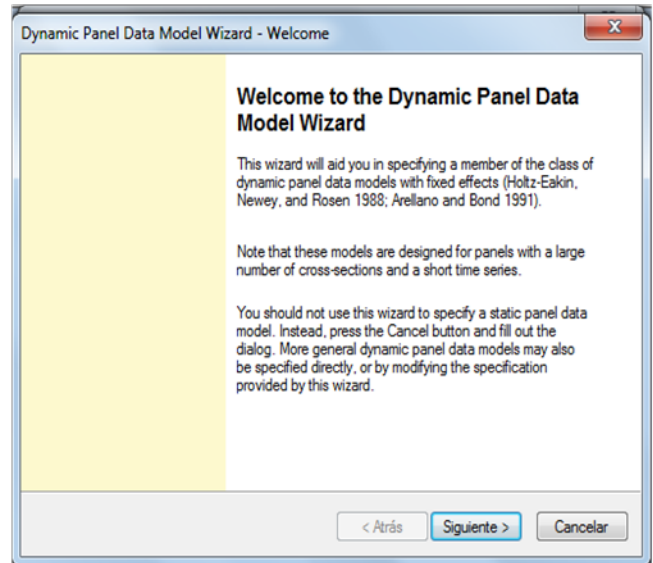 Dynamic Panel Data Model Wizard - Welcome
Welcome to the Dynamic Panel Data
Model Wizard
This wizard will aid you in specifying a member of the class of
dynamic panel data models with fixed effects (Holtz-Eakin,
Newey, and Rosen 1988; Arellano and Bond 1991).
Note that these models are designed for panels with a large
number of cross-sections and a short time series.
You should not use this wizard to specify a static panel data
model. Instead, press the Cancel button and fill out the
dialog. More general dynamic panel data models may also
be specified directly, or by modifying the specification
provided by this wizard.
< Atrás Siguiente > Cancelar